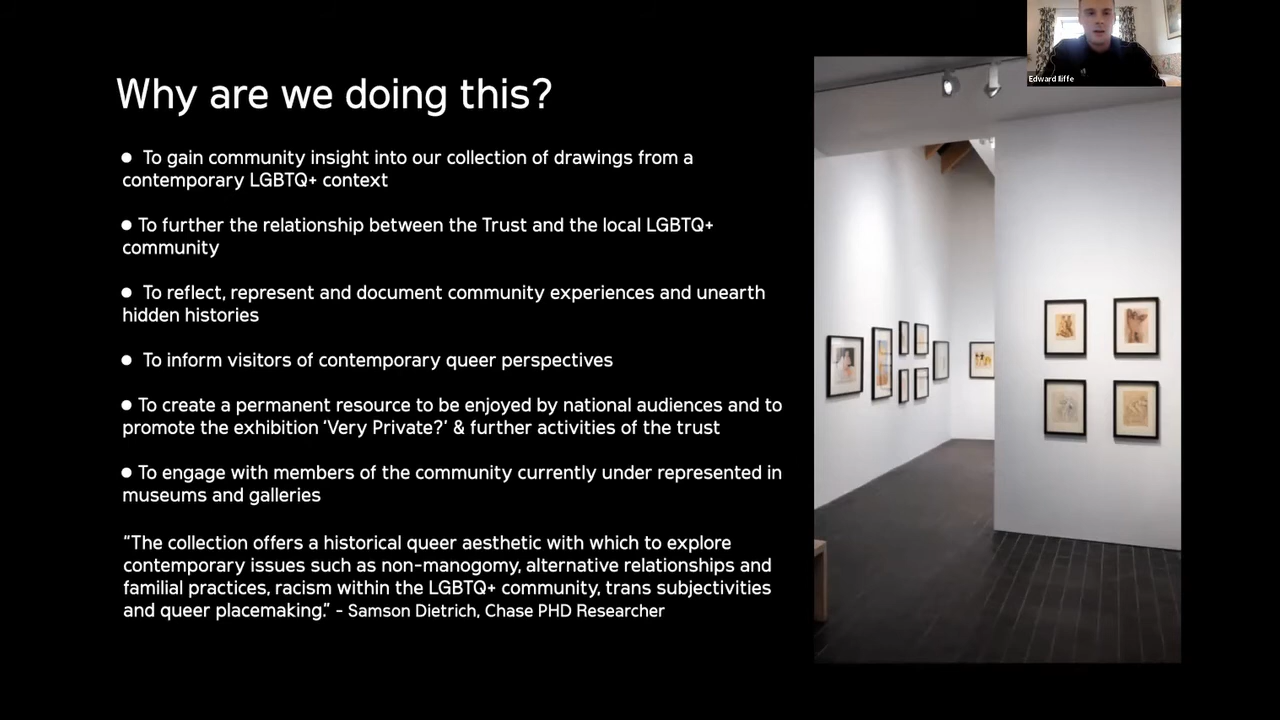 Edward Iliffe
Why are we doing this?
● To gain community insight into our collection of drawings from a
contemporary LGBTQ+ context
● To further the relationship between the Trust and the local LGBTQ+
community
● To reflect, represent and document community experiences and unearth
hidden histories
● To inform visitors of contemporary queer perspectives
● To create a permanent resource to be enjoyed by national audiences and to
promote the exhibition ‘Very Private?’ & further activities of the trust
● To engage with members of the community currently under represented in
museums and galleries
“The collection offers a historical queer aesthetic with which to explore
contemporary issues such as non-manogomy, alternative relationships and
familial practices, racism within the LGBTQ+ community, trans subjectivities
and queer placemaking.” - Samson Dietrich, Chase PHD Researcher